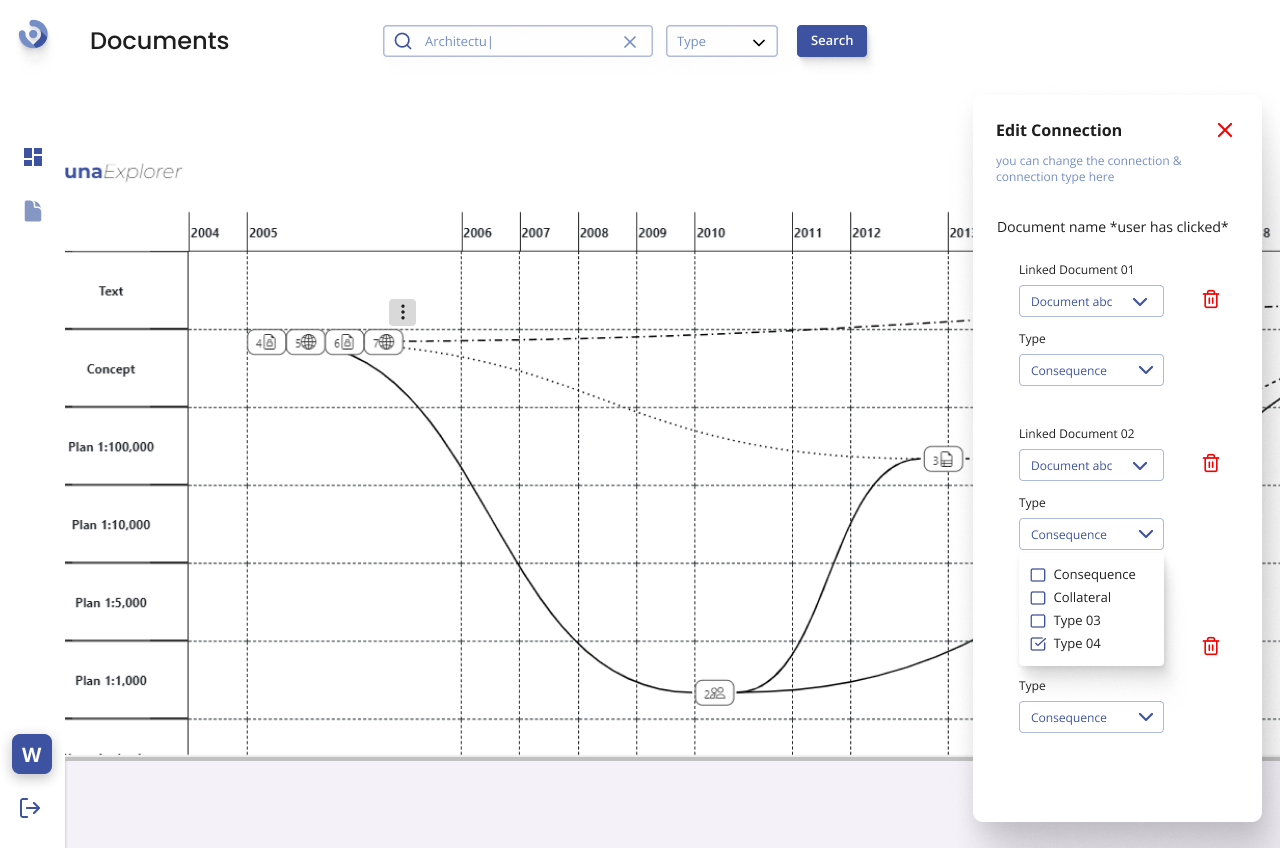 Documents
Architectu
Type
Search
unaExplorer
2004 2005 2006 2007 2008 2009 2010 2011 2012
Text
Concept
4 5 6 7
Plan 1:100,000
3
Plan 1:10,000
Plan 1:5,000
Plan 1:1,000
2
W
Edit Connection
you can change the connection &
connection type here
Document name *user has clicked*
Linked Document 01
Document abc
Type
Consequence
Linked Document 02
Document abc
Type
Consequence
Consequence
Collateral
Type 03
Type 04
Type
Consequence